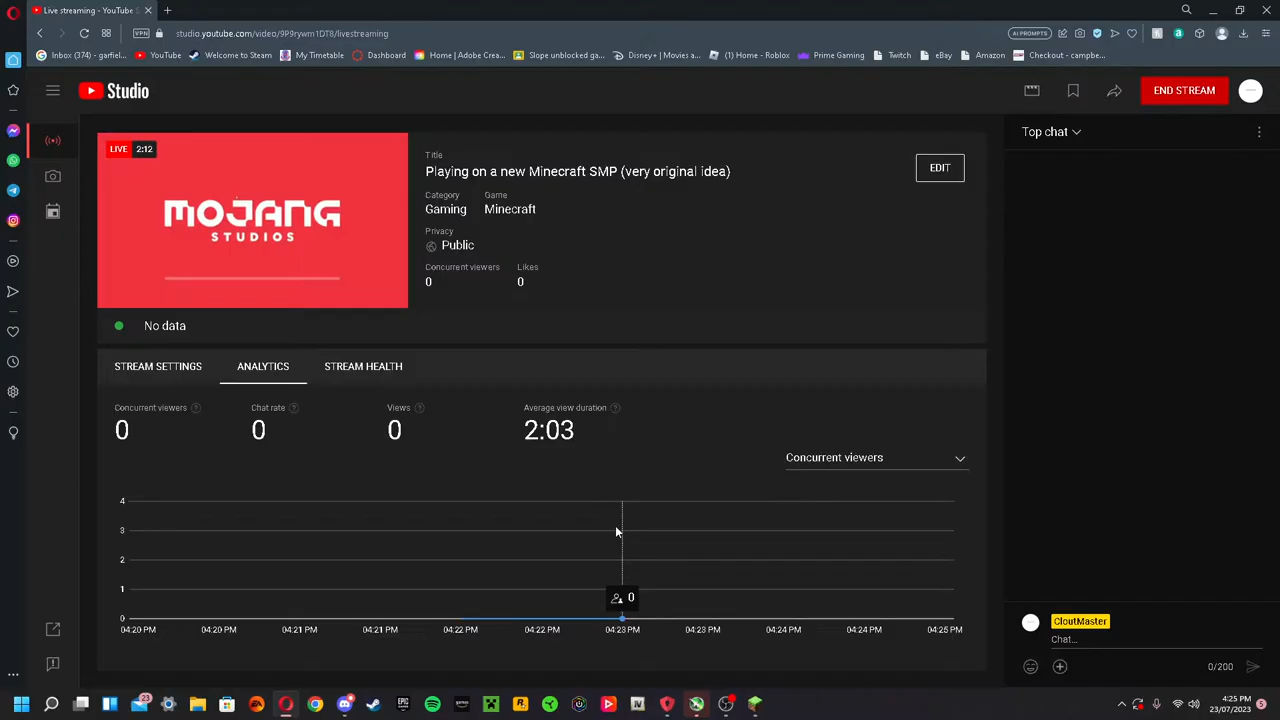 Live streaming - YouTube S
VPN
studio.youtube.com/video/9P9rywm1DT8/livestreaming
AI PROMPTS
Inbox (garfiel...
YouTube
Welcome to Steam
My Timetable
Dashboard
Home | Adobe Crea...
Slope unblocked ga...
Disney+ | Movies a...
(1) Home - Roblox
Prime Gaming
Twitch
eBay
Amazon
Checkout - campbe...
Studio
END STREAM
LIVE 2:12
MOJANG
STUDIOS
Title
Playing on a new Minecraft SMP (very original idea)
EDIT
Category Game
Gaming Minecraft
Privacy
Public
Concurrent viewers Likes
0 0
No data
Top chat
STREAM SETTINGS ANALYTICS STREAM HEALTH
Concurrent viewers Chat rate Views Average view duration
0 0 0 2:03
Concurrent viewers
4
3
2
1
0
0
04:20 PM 04:20 PM 04:21 PM 04:21 PM 04:22 PM 04:22 PM 04:23 PM 04:23 PM 04:24 PM 04:24 PM 04:25 PM
CloutMaster
Chat...
0/200
23
EA
EPIC
GAMES
4:25 PM
23/07/2023